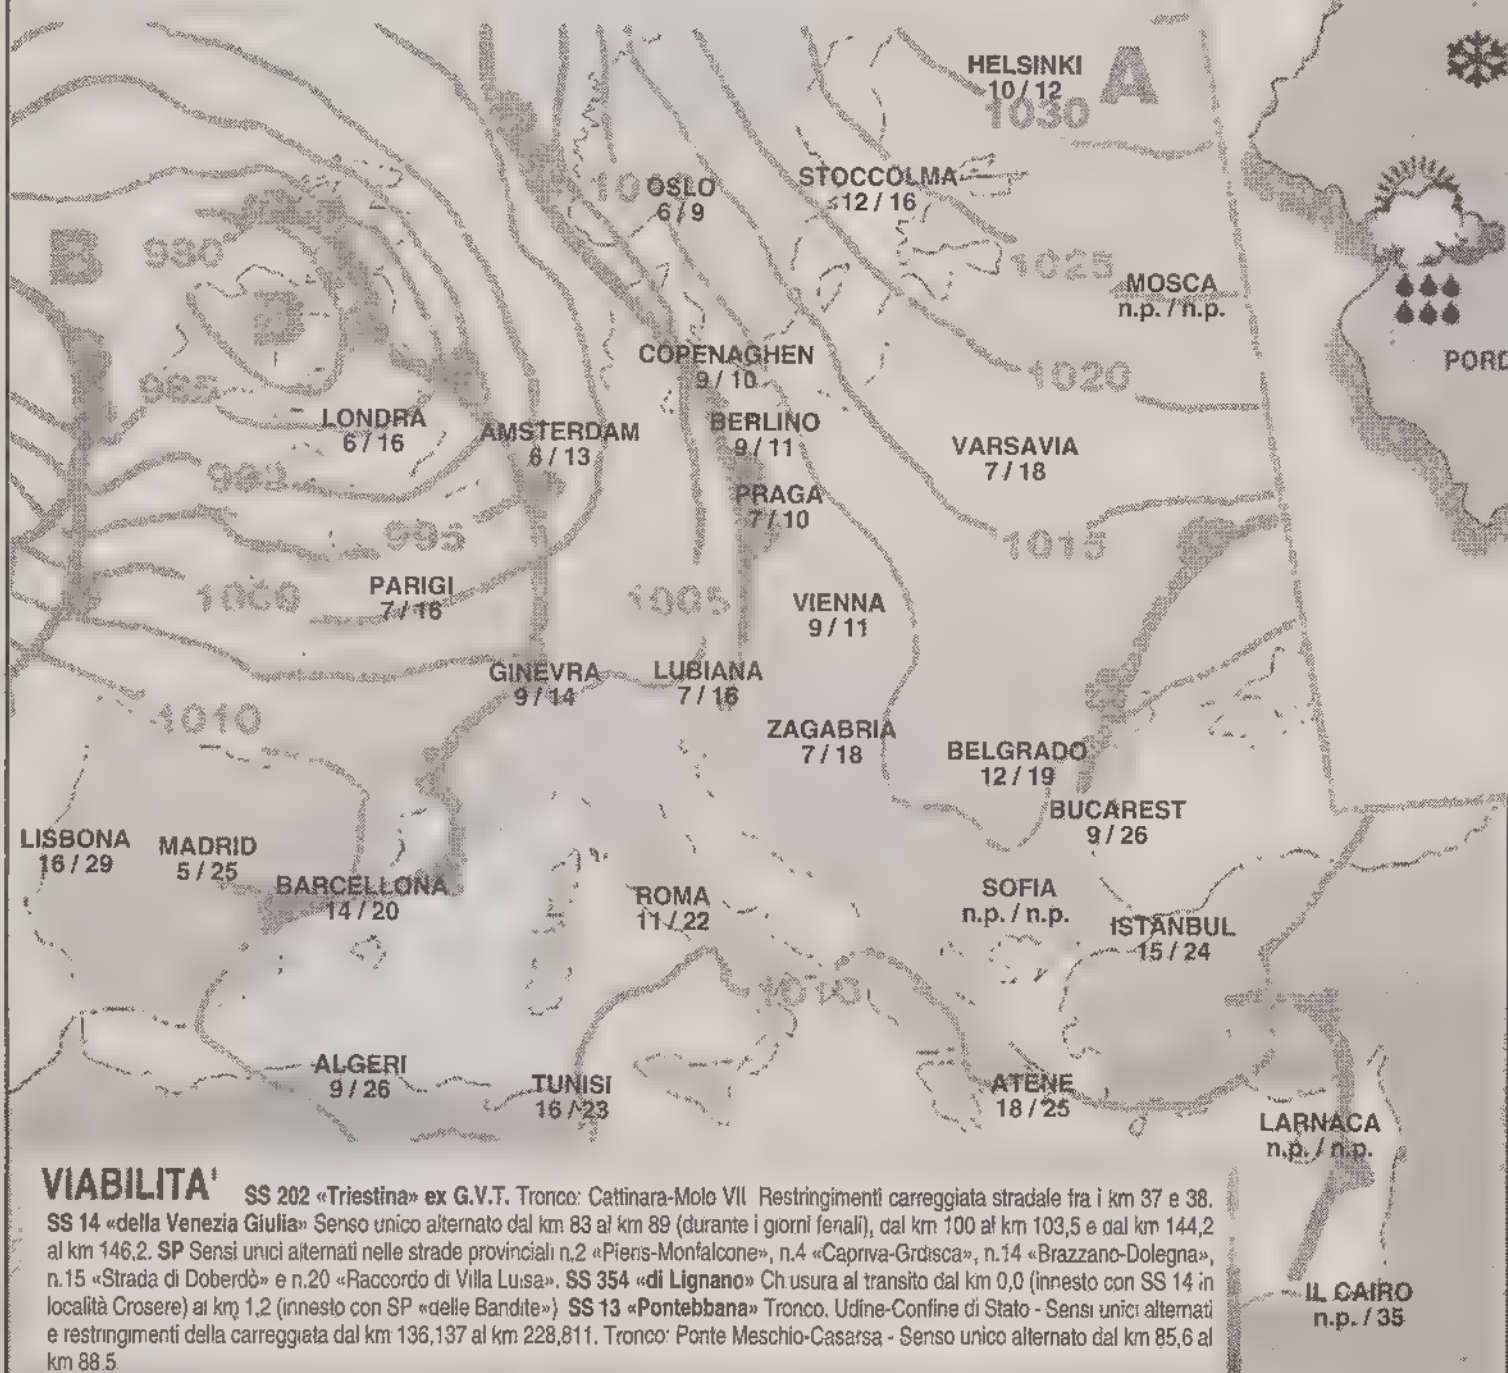 HELSINKI
10 / 12
A
1030
OSLO
6 / 9
STOCCOLMA
12 / 16
B
980
1025
MOSCA
n.p. / n.p.
COPENAGHEN
9 / 10
1020
PORD
985
LONDRA
6 / 16
AMSTERDAM
6 / 13
BERLINO
9 / 11
VARSAVIA
7 / 18
PRAGA
7 / 10
995
1015
PARIGI
7 / 16
1000
1005
VIENNA
9 / 11
GINEVRA
9 / 14
LUBIANA
7 / 16
1010
ZAGABRIA
7 / 18
BELGRADO
12 / 19
BUCAREST
9 / 26
LISBONA
16 / 29
MADRID
5 / 25
BARCELLONA
14 / 20
ROMA
11 / 22
SOFIA
n.p. / n.p.
ISTANBUL
15 / 24
1010
ALGERI
9 / 26
TUNISI
16 / 23
ATENE
18 / 25
LARNACA
n.p. / n.p.
IL CAIRO
n.p. / 35
VIABILITA' SS 202 «Triestina» ex G.V.T. Tronco: Cattinara-Molo VII Restringimenti carreggiata stradale fra i km 37 e 38.
SS 14 «della Venezia Giulia» Senso unico alternato dal km 83 al km 89 (durante i giorni feriali), dal km 100 al km 103,5 e dal km 144,2
al km 146,2. SP Sensi unici alternati nelle strade provinciali n.2 «Pieris-Monfalcone», n.4 «Capriva-Gradisca», n.14 «Brazzano-Dolegna»,
n.15 «Strada di Doberdò» e n.20 «Raccordo di Villa Luisa». SS 354 «di Lignano» Chiusura al transito dal km 0,0 (innesto con SS 14 in
località Crosere) al km 1,2 (innesto con SP «delle Bandite») SS 13 «Pontebbana» Tronco. Udine-Confine di Stato - Sensi unici alternati
e restringimenti della carreggiata dal km 136,137 al km 228,811. Tronco: Ponte Meschio-Casarsa - Senso unico alternato dal km 85,6 al
km 88,5.